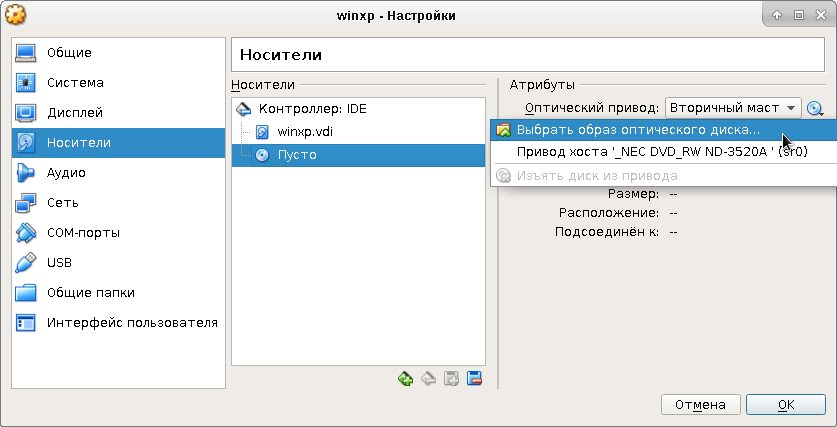 winxp - Настройки
Общие
Система
Дисплей
Носители
Аудио
Сеть
COM-порты
USB
Общие папки
Интерфейс пользователя
Носители
Носители
Контроллер: IDE
winxp.vdi
Пусто
Атрибуты
Оптический привод: Вторичный маст
Выбрать образ оптического диска...
Привод хоста '_NEC DVD_RW ND-3520A ' (sr0)
Изъять диск из привода
Размер: --
Расположение: --
Подсоединён к: --
Отмена
OK